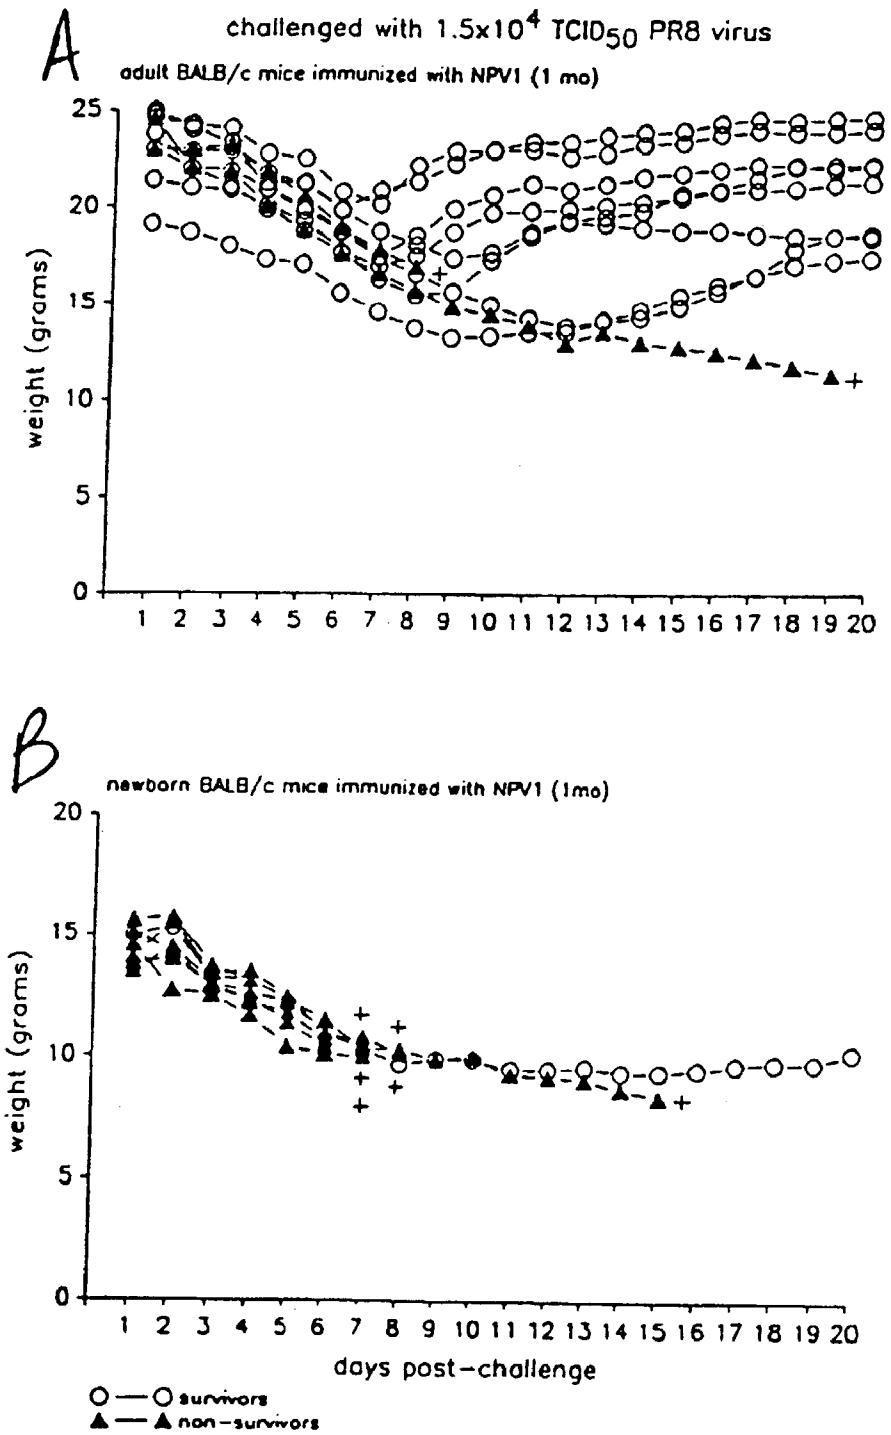 A
challenged with 1.5x10⁴ TCID₅₀ PR8 virus
adult BALB/c mice immunized with NPV1 (1 mo)
25
20
15
10
5
0
weight (grams)
+
+
1 2 3 4 5 6 7 8 9 10 11 12 13 14 15 16 17 18 19 20
B
newborn BALB/c mice immunized with NPV1 (1mo)
20
15
10
5
0
weight (grams)
+ +
+ +
+ +
1 2 3 4 5 6 7 8 9 10 11 12 13 14 15 16 17 18 19 20
days post-challenge
survivors
non-survivors